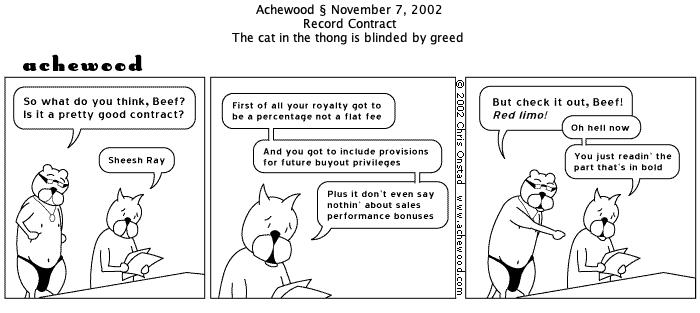 Achewood § November 7, 2002
Record Contract
The cat in the thong is blinded by greed
achewood
So what do you think, Beef?
Is it a pretty good contract?
Sheesh Ray
First of all your royalty got to
be a percentage not a flat fee
And you got to include provisions
for future buyout privileges
Plus it don't even say
nothin' about sales
performance bonuses
© 2002 Chris Onstad www.achewood.com
But check it out, Beef!
Red limo!
Oh hell now
You just readin' the
part that's in bold